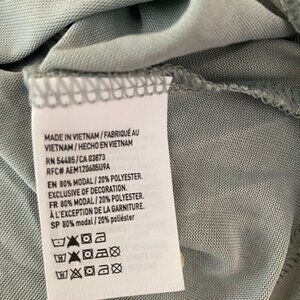 MADE IN VIETNAM / FABRIQUÉ AU
VIETNAM / HECHO EN VIETNAM
RN 54485 / CA 03873
RFC# AEM120605U9A
EN 80% MODAL / 20% POLYESTER.
EXCLUSIVE OF DECORATION.
FR 80% MODAL / 20% POLYESTER.
À L'EXCEPTION DE LA GARNITURE.
SP 80% modal / 20% poliéster